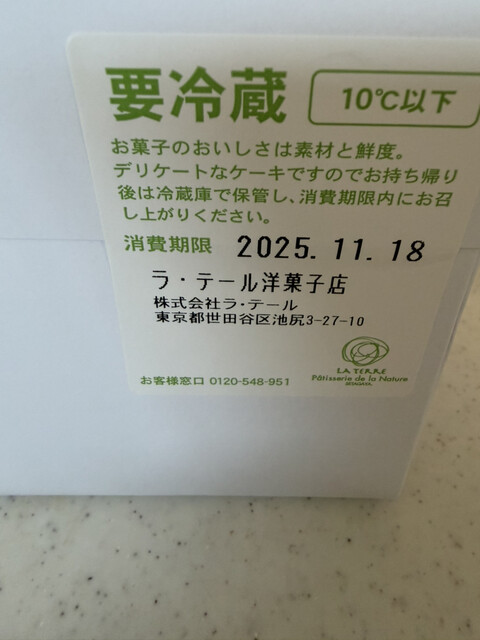 要冷蔵
10℃以下
お菓子のおいしさは素材と鮮度。
デリケートなケーキですのでお持ち帰り
後は冷蔵庫で保管し、消費期限内にお召
し上がりください。
消費期限 2025.11.18
ラ・テール洋菓子店
株式会社ラ・テール
東京都世田谷区池尻3-27-10
LA TERRE
Pâtisserie de la Nature
SETAGAYA
お客様窓口 0120-548-951